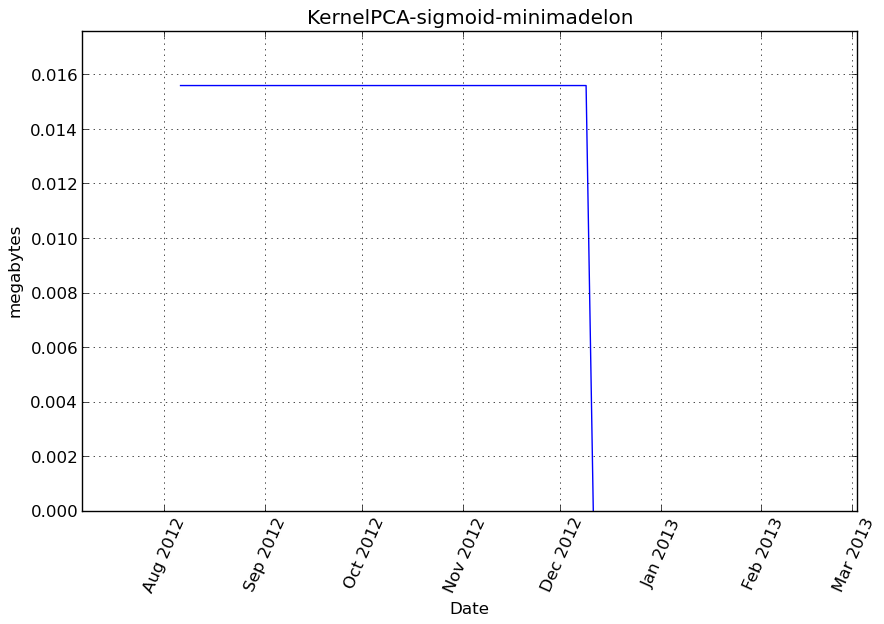 KernelPCA-sigmoid-minimadelon
0.016
0.014
0.012
0.010
0.008
0.006
0.004
0.002
0.000
megabytes
Aug 2012
Sep 2012
Oct 2012
Nov 2012
Dec 2012
Jan 2013
Feb 2013
Mar 2013
Date